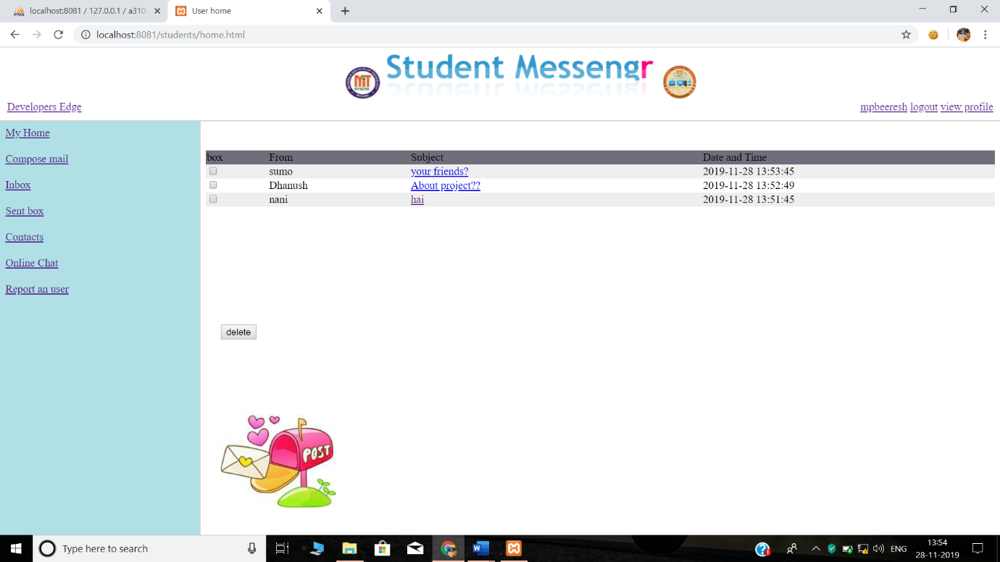 localhost:8081 / 127.0.0.1 / a310
User home
localhost:8081/students/home.html
Student Messengr
MIT
MYSORE
Developers Edge
mpbeeresh logout view profile
My Home
Compose mail
Inbox
Sent box
Contacts
Online Chat
Report an user
box From Subject Date and Time
sumo your friends? 2019-11-28 13:53:45
Dhanush About project?? 2019-11-28 13:52:49
nani hai 2019-11-28 13:51:45
delete
POST
Type here to search
ENG
13:54
28-11-2019